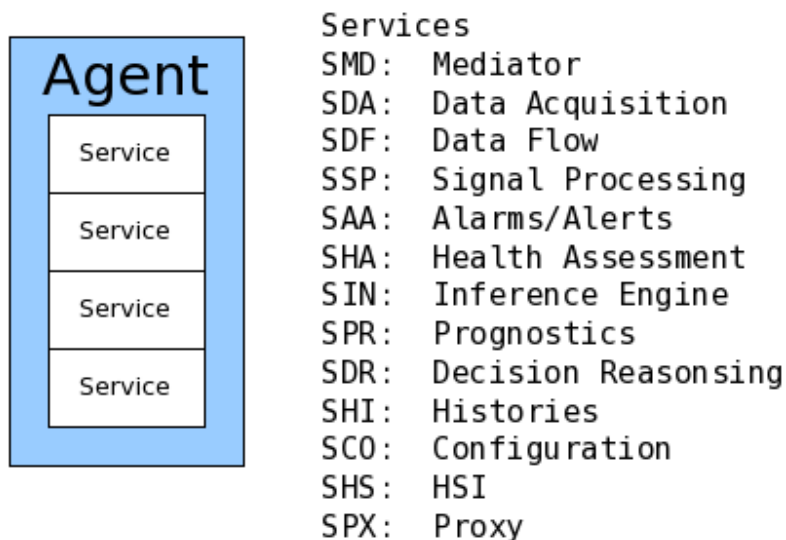 Agent
Service
Service
Service
Service
Services
SMD: Mediator
SDA: Data Acquisition
SDF: Data Flow
SSP: Signal Processing
SAA: Alarms/Alerts
SHA: Health Assessment
SIN: Inference Engine
SPR: Prognostics
SDR: Decision Reasonsing
SHI: Histories
SCO: Configuration
SHS: HSI
SPX: Proxy